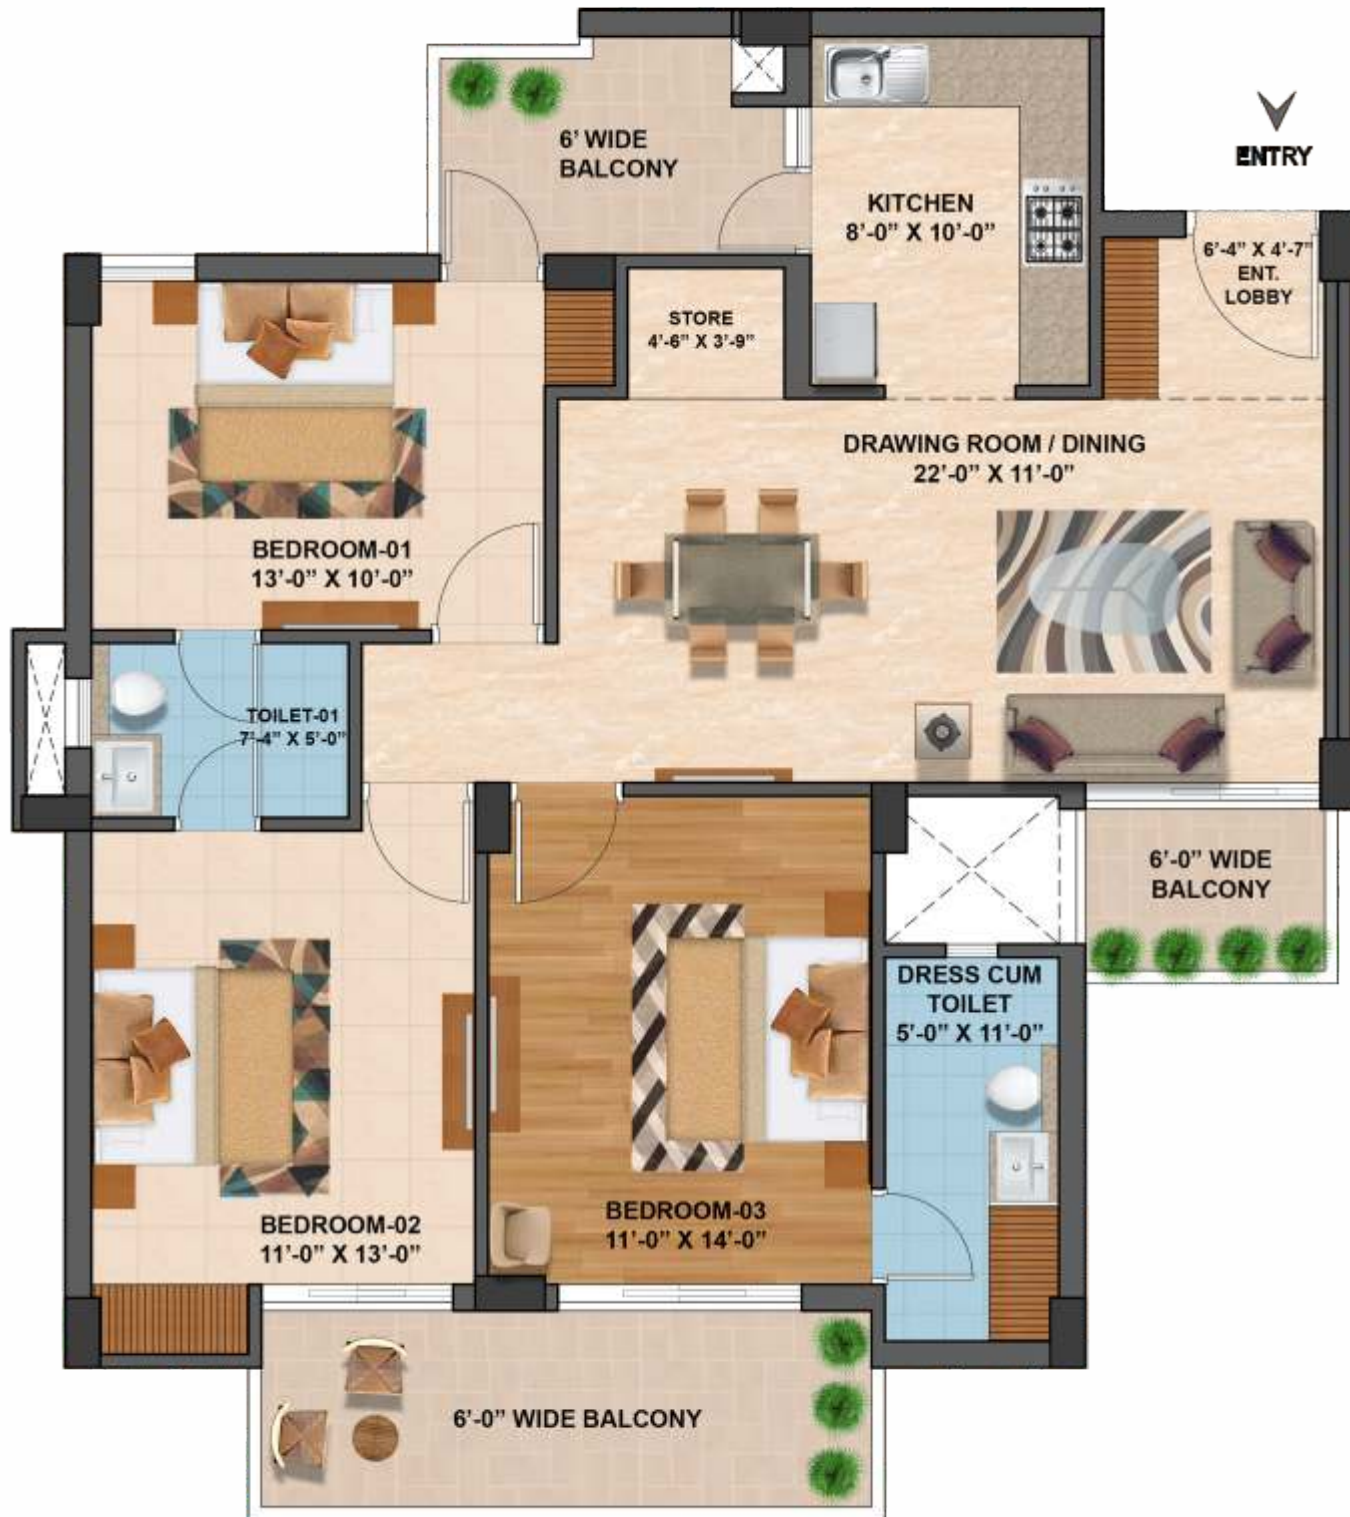 6’ WIDE
BALCONY
ENTRY
KITCHEN
8’-0” X 10’-0”
6’-4” X 4’-7”
ENT.
LOBBY
STORE
4’-6” X 3’-9”
DRAWING ROOM / DINING
22’-0” X 11’-0”
BEDROOM-01
13’-0” X 10’-0”
TOILET-01
7’-4” X 5’-0”
6’-0” WIDE
BALCONY
DRESS CUM
TOILET
5’-0” X 11’-0”
BEDROOM-02
11’-0” X 13’-0”
BEDROOM-03
11’-0” X 14’-0”
6’-0” WIDE BALCONY